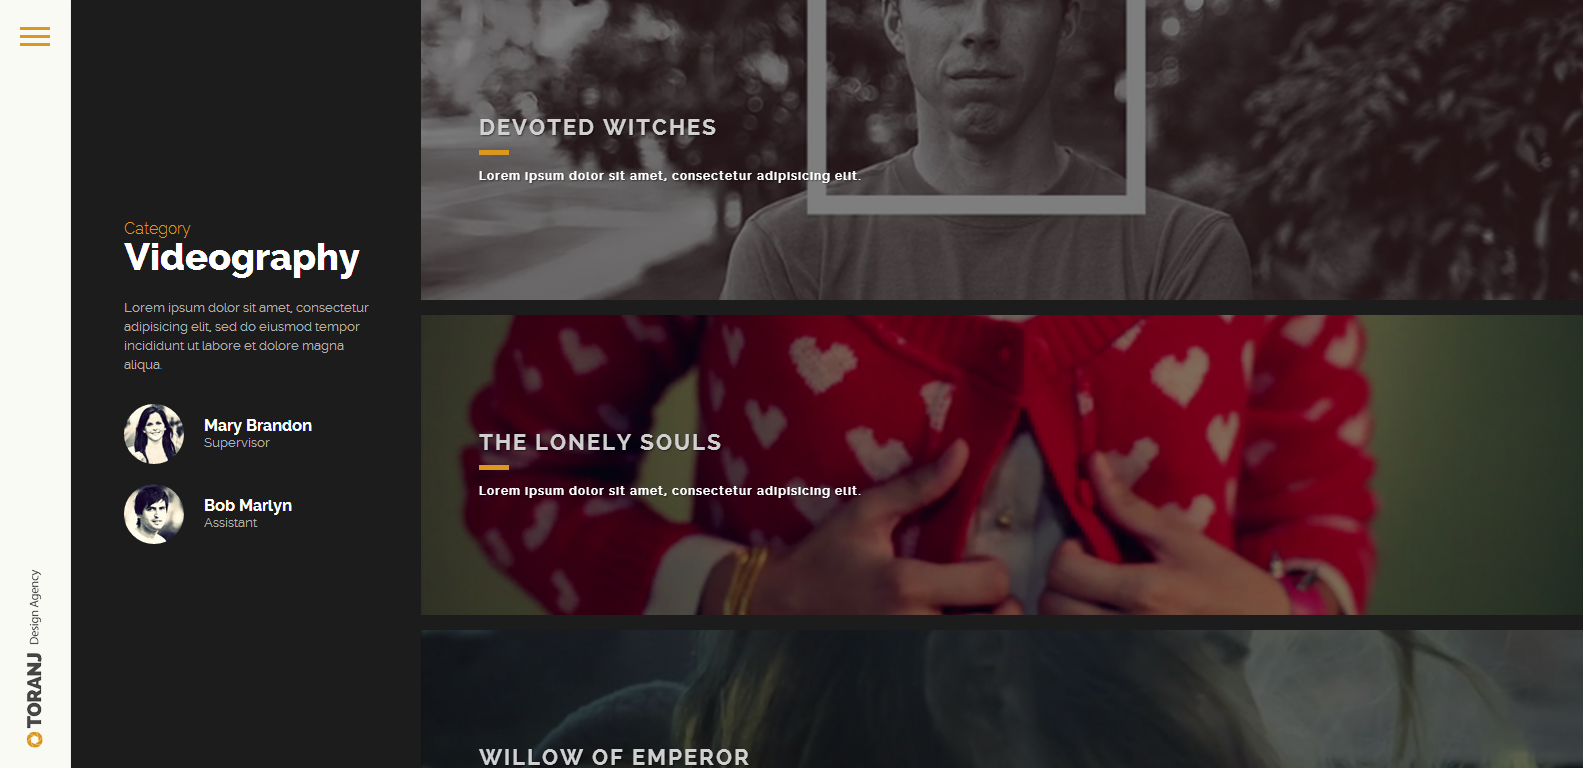 Category
Videography
Lorem ipsum dolor sit amet, consectetur
adipisicing elit, sed do eiusmod tempor
incididunt ut labore et dolore magna
aliqua.
Mary Brandon
Supervisor
Bob Martyn
Assistant
TORANJ Design Agency
DEVOTED WITCHES
Lorem ipsum dolor sit amet, consectetur adipisicing elit.
THE LONELY SOULS
Lorem ipsum dolor sit amet, consectetur adipisicing elit.
WILLOW OF EMPEROR